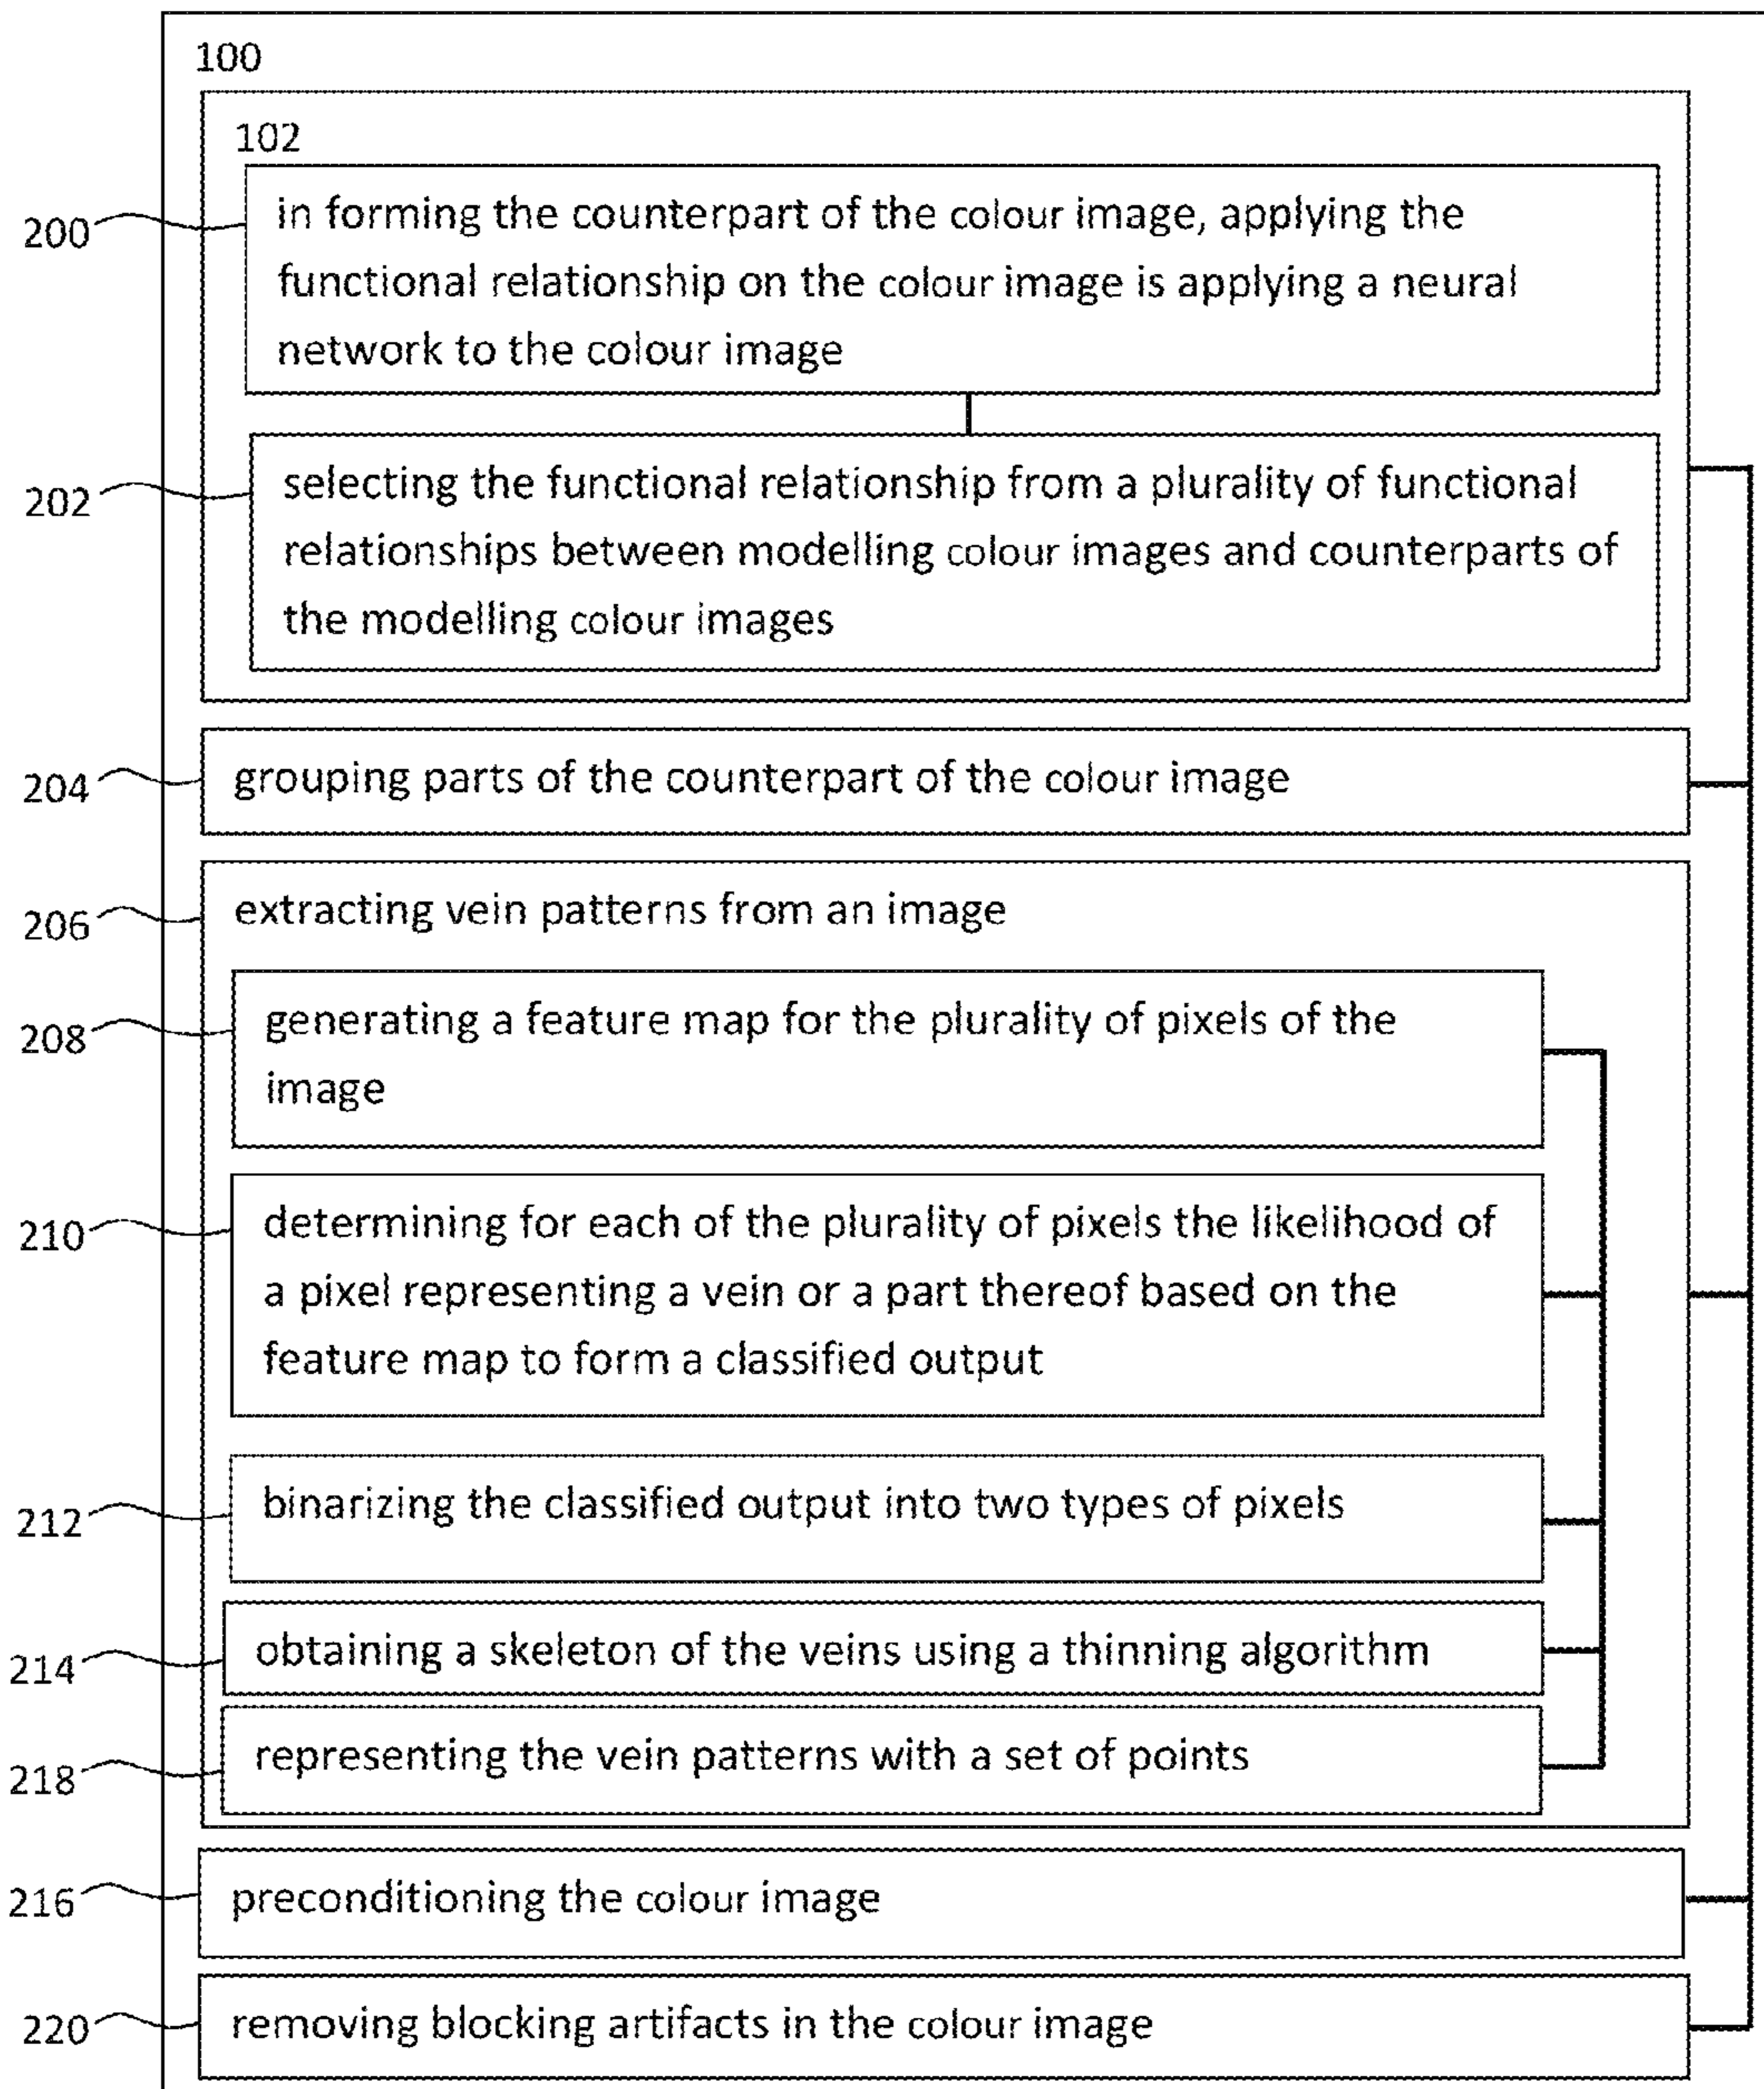 100
102
200
in forming the counterpart of the colour image, applying the
functional relationship on the colour image is applying a neural
network to the colour image
202
selecting the functional relationship from a plurality of functional
relationships between modelling colour images and counterparts of
the modelling colour images
204
grouping parts of the counterpart of the colour image
206
extracting vein patterns from an image
208
generating a feature map for the plurality of pixels of the
image
210
determining for each of the plurality of pixels the likelihood of
a pixel representing a vein or a part thereof based on the
feature map to form a classified output
212
binarizing the classified output into two types of pixels
214
obtaining a skeleton of the veins using a thinning algorithm
218
representing the vein patterns with a set of points
216
preconditioning the colour image
220
removing blocking artifacts in the colour image